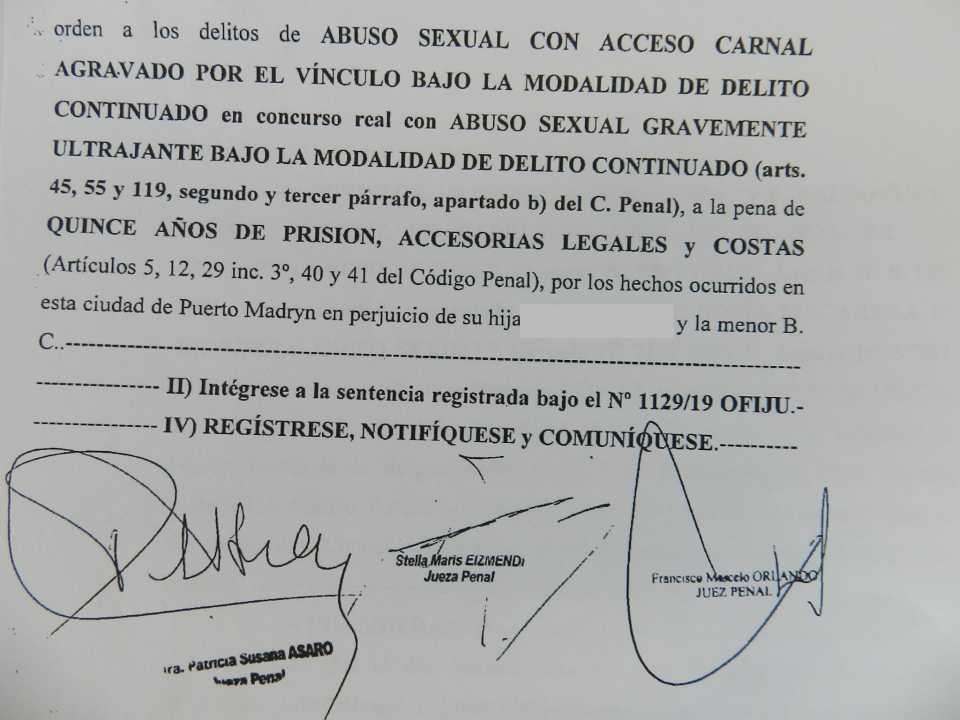 orden a los delitos de ABUSO SEXUAL CON ACCESO CARNAL
AGRAVADO POR EL VÍNCULO BAJO LA MODALIDAD DE DELITO
CONTINUADO en concurso real con ABUSO SEXUAL GRAVEMENTE
ULTRAJANTE BAJO LA MODALIDAD DE DELITO CONTINUADO (arts.
45, 55 y 119, segundo y tercer párrafo, apartado b) del C. Penal), a la pena de
QUINCE AÑOS DE PRISION, ACCESORIAS LEGALES y COSTAS
(Artículos 5, 12, 29 inc. 3º, 40 y 41 del Código Penal), por los hechos ocurridos en
esta ciudad de Puerto Madryn en perjuicio de su hija y la menor B.
C..--------------------------------------------------------------------------------
---------------- II) Intégrese a la sentencia registrada bajo el Nº 1129/19 OFIJU.-
---------------- IV) REGÍSTRESE, NOTIFÍQUESE y COMUNÍQUESE.----------
Stella Maris EIZMENDI
Jueza Penal
Francisco Marcelo ORLANDO
JUEZ PENAL
ra. Patricia Susana ASARO
Jueza Penal